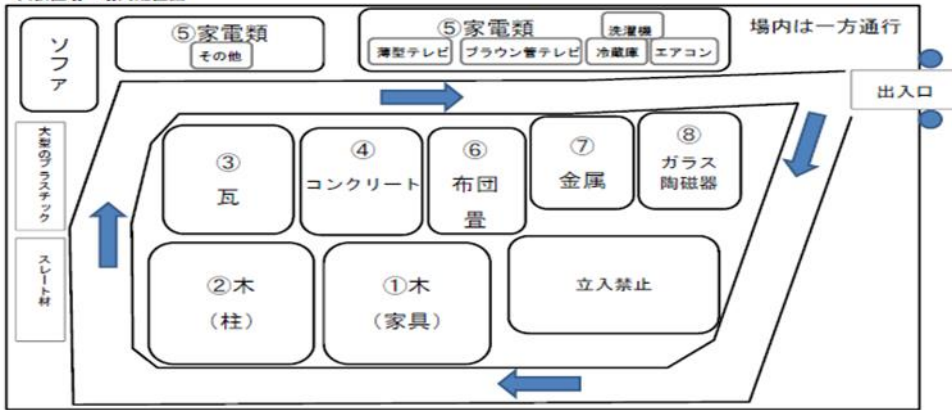 ソファ
⑤家電類
その他
⑤家電類
洗濯機
薄型テレビ
ブラウン管テレビ
冷蔵庫
エアコン
場内は一方通行
出入口
大型のプラスチック
スレート材
③
瓦
④
コンクリート
⑥
布団
畳
⑦
金属
⑧
ガラス
陶磁器
②木
（柱）
①木
（家具）
立入禁止